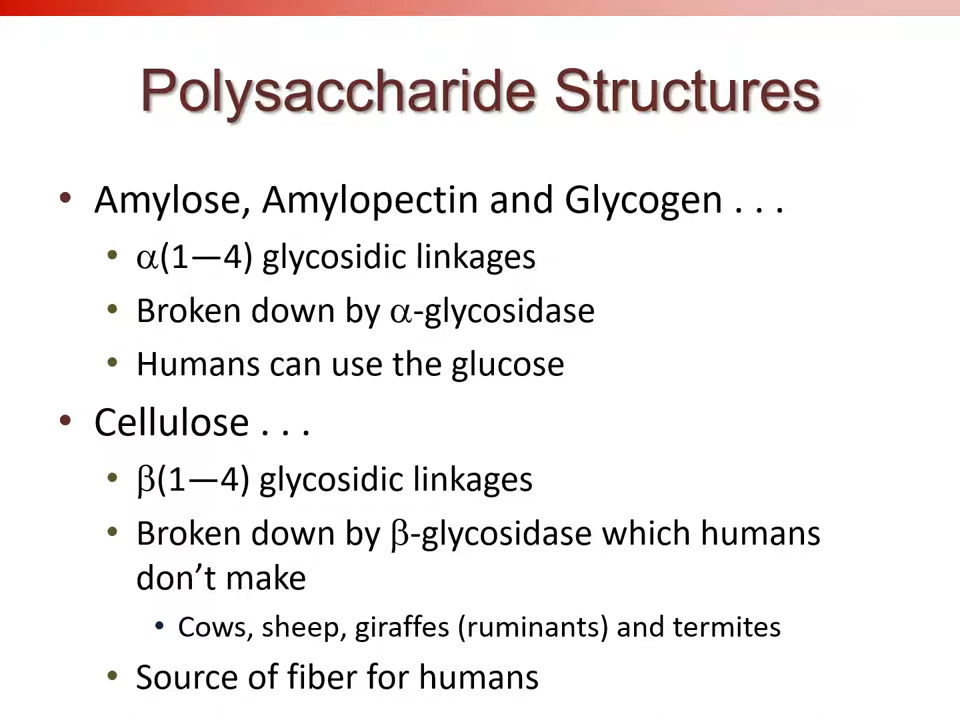 Polysaccharide Structures
• Amylose, Amylopectin and Glycogen . . .
• α(1—4) glycosidic linkages
• Broken down by α-glycosidase
• Humans can use the glucose
• Cellulose . . .
• β(1—4) glycosidic linkages
• Broken down by β-glycosidase which humans
don’t make
• Cows, sheep, giraffes (ruminants) and termites
• Source of fiber for humans